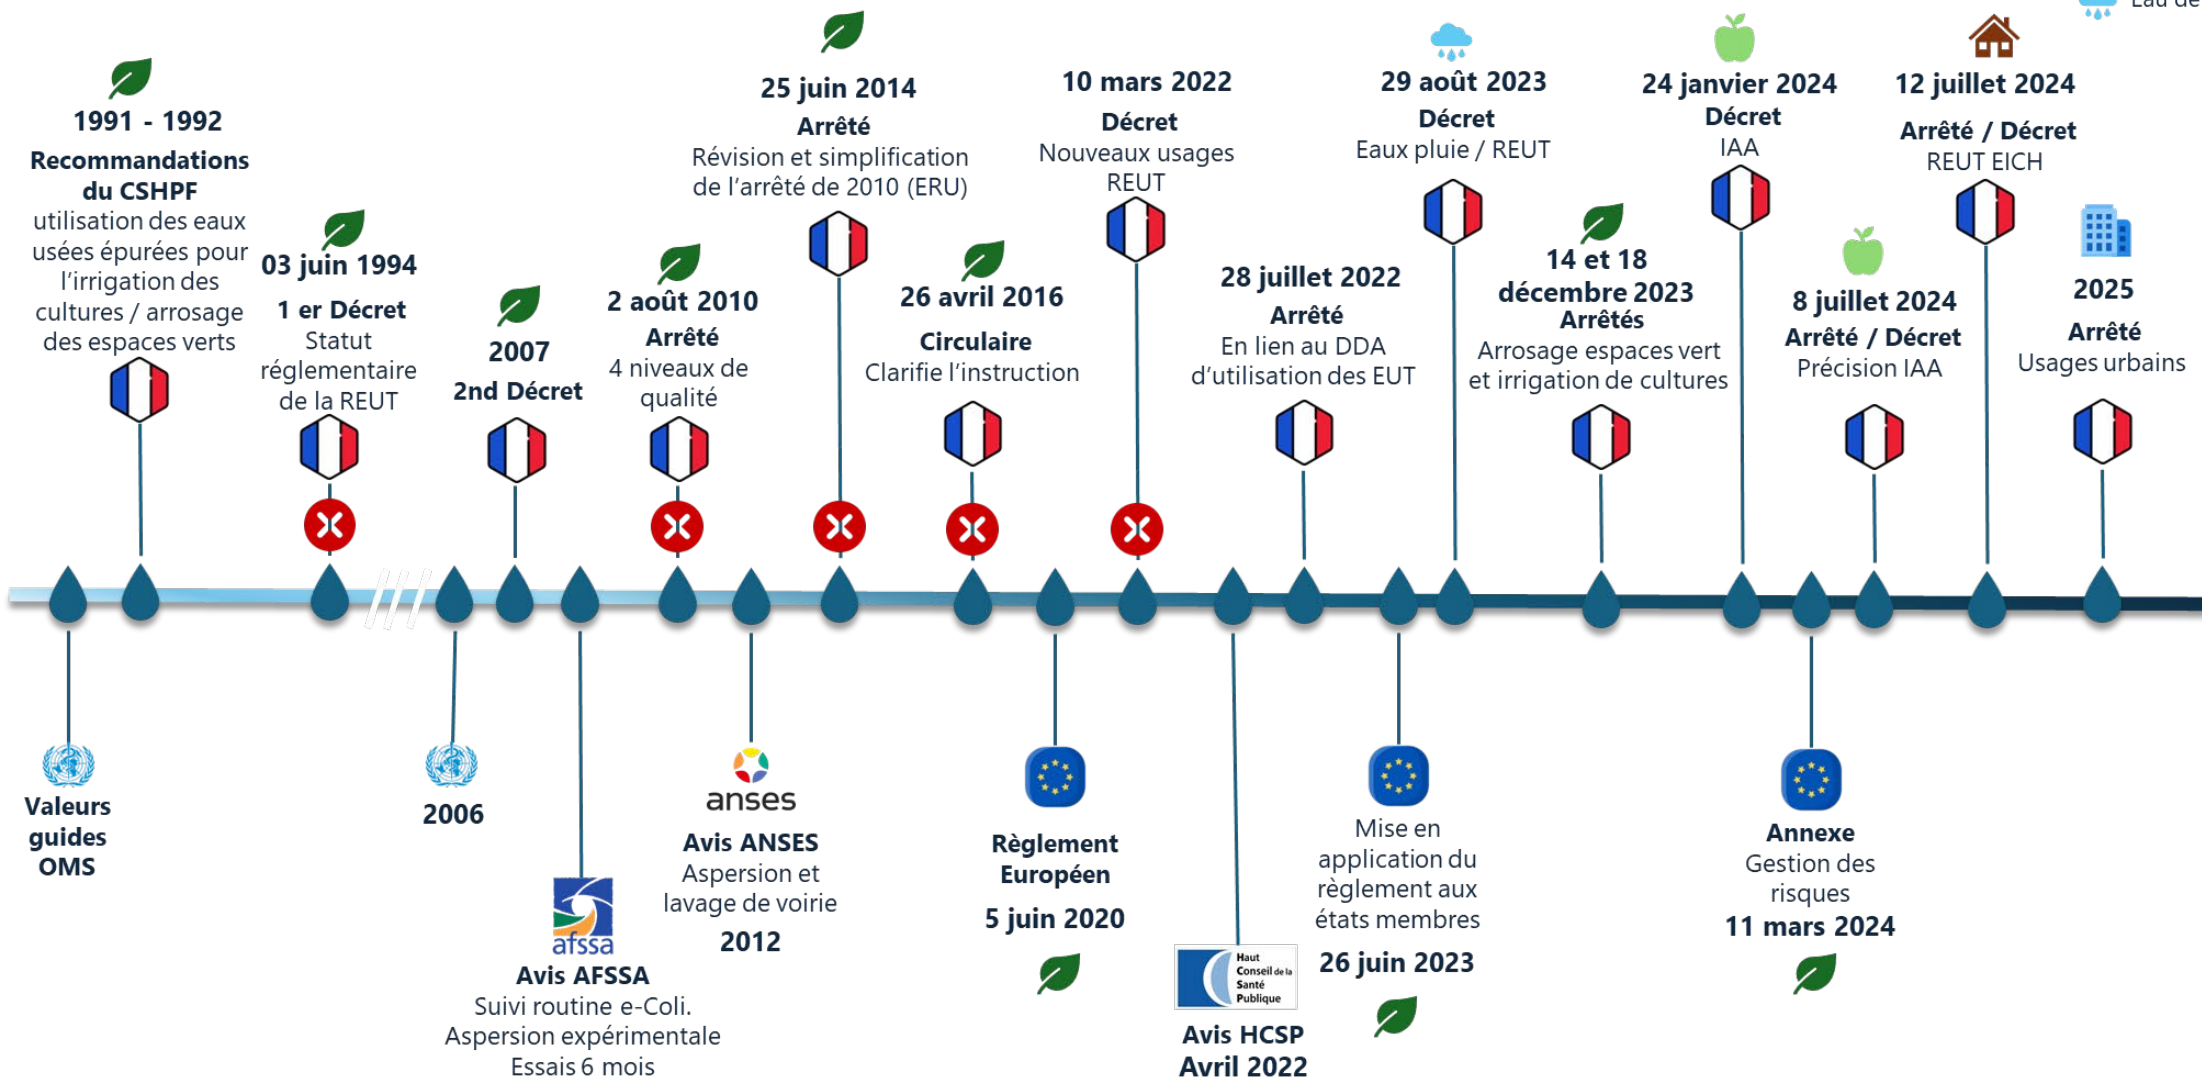 Eau de
1991 - 1992
Recommandations
du CSHPF
utilisation des eaux
usées épurées pour
l'irrigation des
cultures / arrosage
des espaces verts
03 juin 1994
1 er Décret
Statut
réglementaire
de la REUT
2007
2nd Décret
2 août 2010
Arrêté
4 niveaux de
qualité
25 juin 2014
Arrêté
Révision et simplification
de l'arrêté de 2010 (ERU)
26 avril 2016
Circulaire
Clarifie l'instruction
10 mars 2022
Décret
Nouveaux usages
REUT
28 juillet 2022
Arrêté
En lien au DDA
d'utilisation des EUT
29 août 2023
Décret
Eaux pluie / REUT
14 et 18
décembre 2023
Arrêtés
Arrosage espaces vert
et irrigation de cultures
24 janvier 2024
Décret
IAA
8 juillet 2024
Arrêté / Décret
Précision IAA
12 juillet 2024
Arrêté / Décret
REUT EICH
2025
Arrêté
Usages urbains
Valeurs
guides
OMS
2006
afssa
Avis AFSSA
Suivi routine e-Coli.
Aspersion expérimentale
Essais 6 mois
anses
Avis ANSES
Aspersion et
lavage de voirie
2012
Règlement
Européen
5 juin 2020
Haut
Conseil de la
Santé
Publique
Avis HCSP
Avril 2022
Mise en
application du
règlement aux
états membres
26 juin 2023
Annexe
Gestion des
risques
11 mars 2024